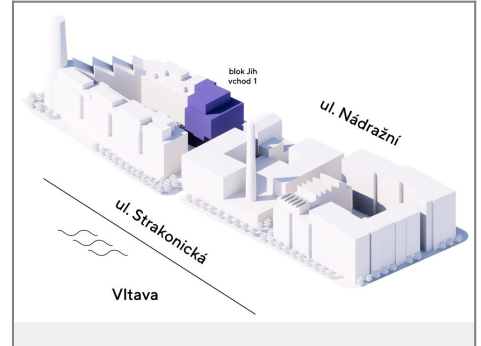 blok Jih
vchod 1
ul. Nádražní
ul. Strakonická
Vltava